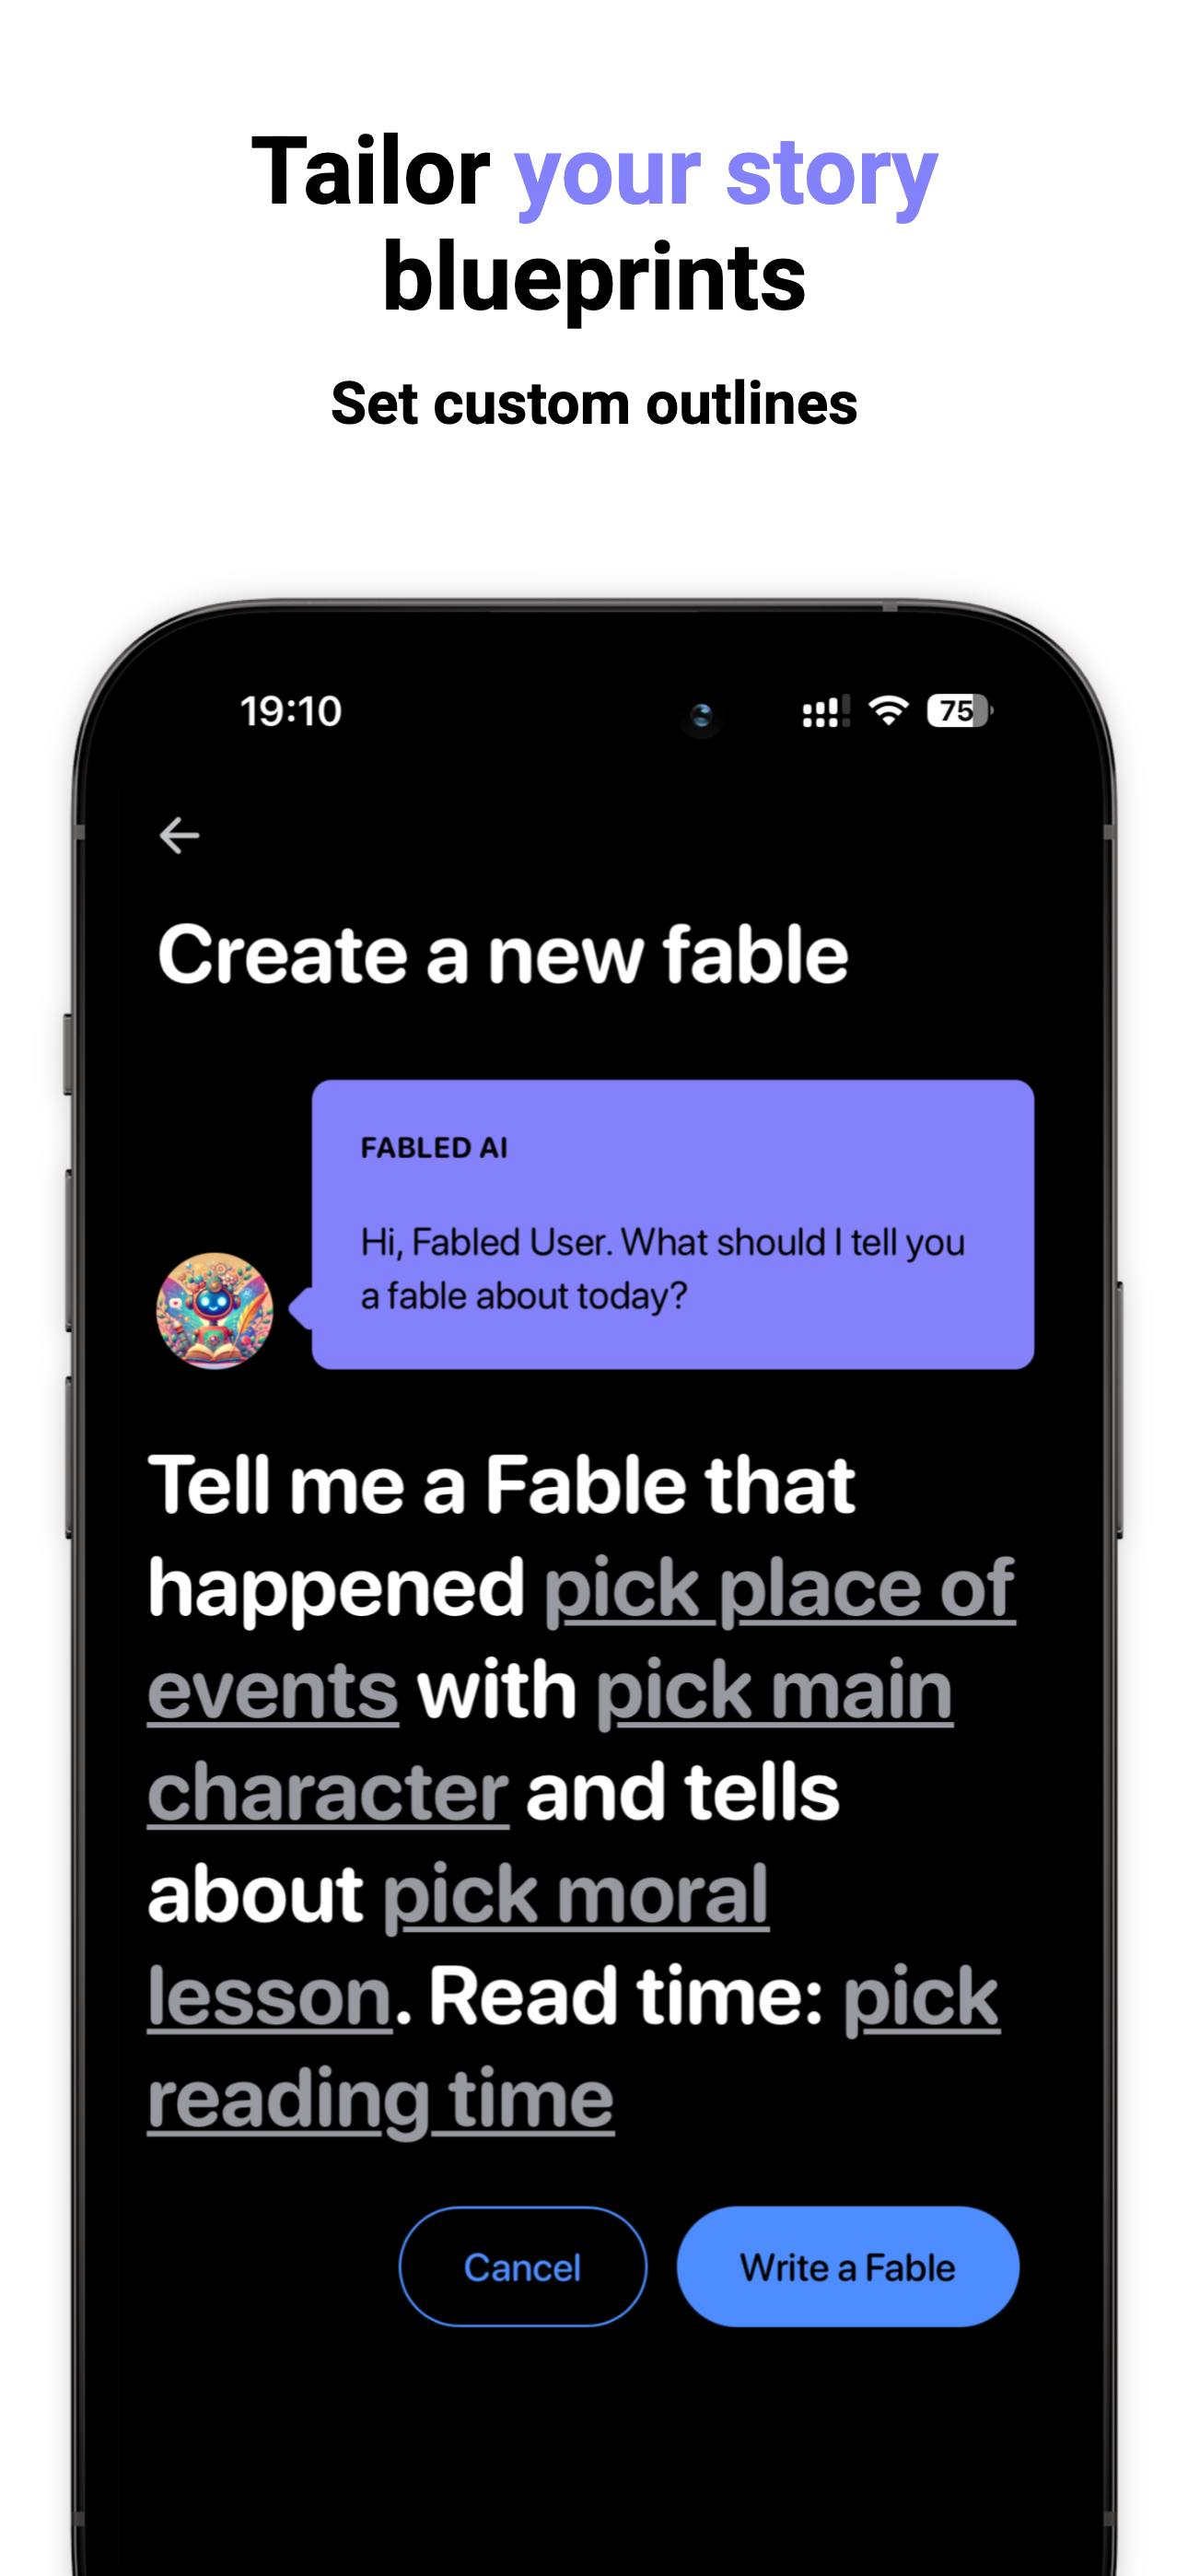 Tailor your story
blueprints
Set custom outlines
19:10
75
Create a new fable
FABLED AI
Hi, Fabled User. What should I tell you
a fable about today?
Tell me a Fable that
happened pick place of
events with pick main
character and tells
about pick moral
lesson. Read time: pick
reading time
Cancel
Write a Fable